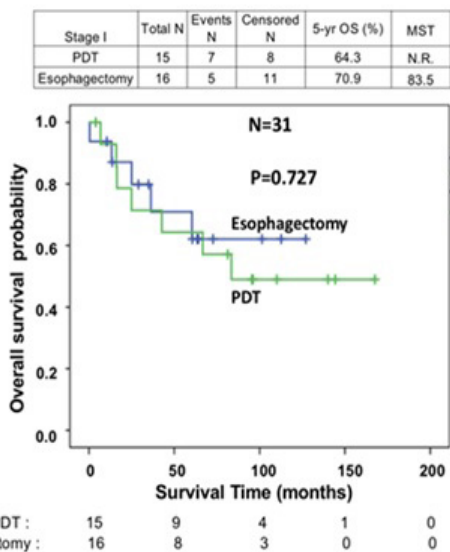 Stage I Total N Events N Censored N 5-yr OS (%) MST
PDT 15 7 8 64.3 N.R.
Esophagectomy 16 5 11 70.9 83.5
N=31
P=0.727
Esophagectomy
PDT
Overall survival probability
1.0
0.8
0.6
0.4
0.2
0.0
0 50 100 150 200
Survival Time (months)
DT : 15 9 4 1 0
tomy : 16 8 3 0 0